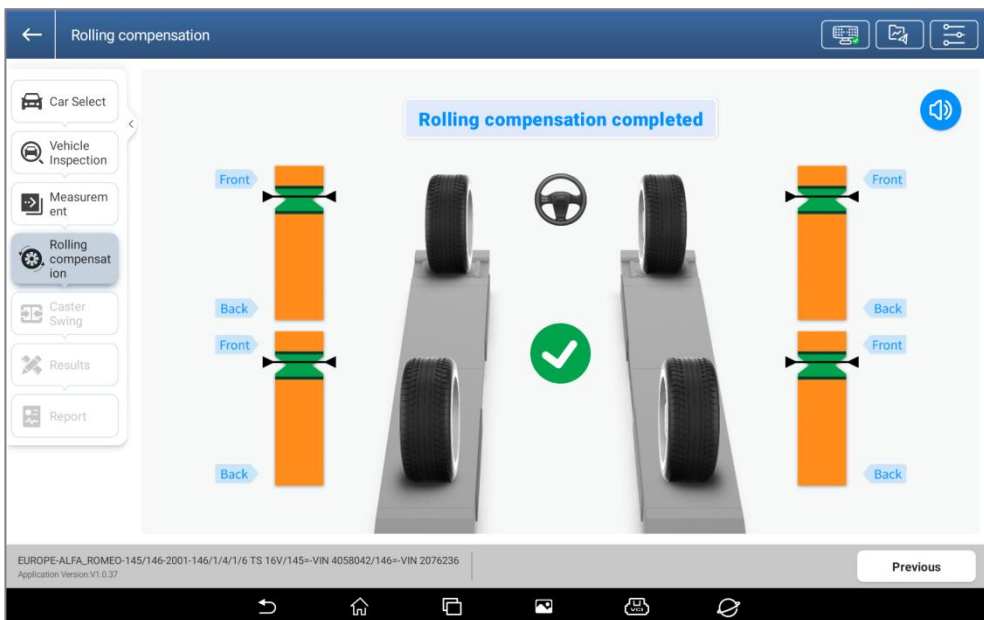 Rolling compensation
Car Select
Vehicle
Inspection
Measurem
ent
Rolling
compensat
ion
Caster
Swing
Results
Report
Rolling compensation completed
Front
Front
Back
Back
Front
Front
Back
Back
EUROPE-ALFA_ROMEO-145/146-2001-146/1/4/1/6 TS 16V/145=-VIN 4058042/146=-VIN 2076236
Application Version:V1.0.37
Previous
VCI